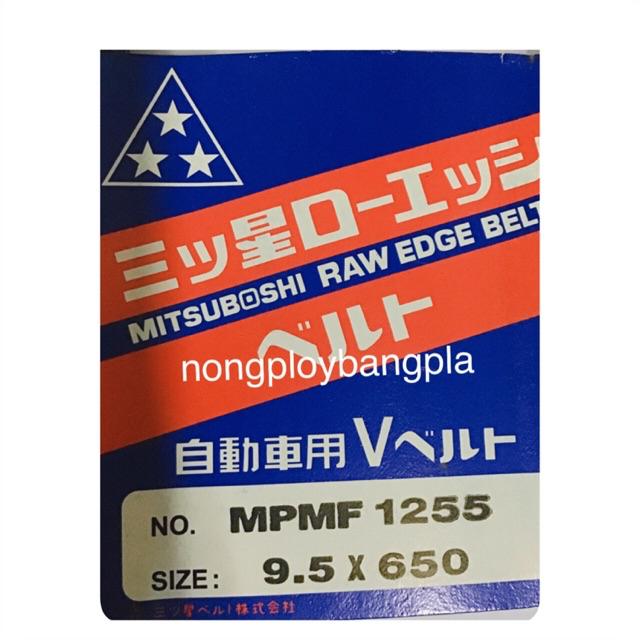 三ツ星ローエッジ
MITSUBOSHI RAW EDGE BELT
ベルト
nongploybangpla
自動車用Vベルト
NO. MPMF 1255
SIZE: 9.5 X 650
三ツ星ベルト株式会社